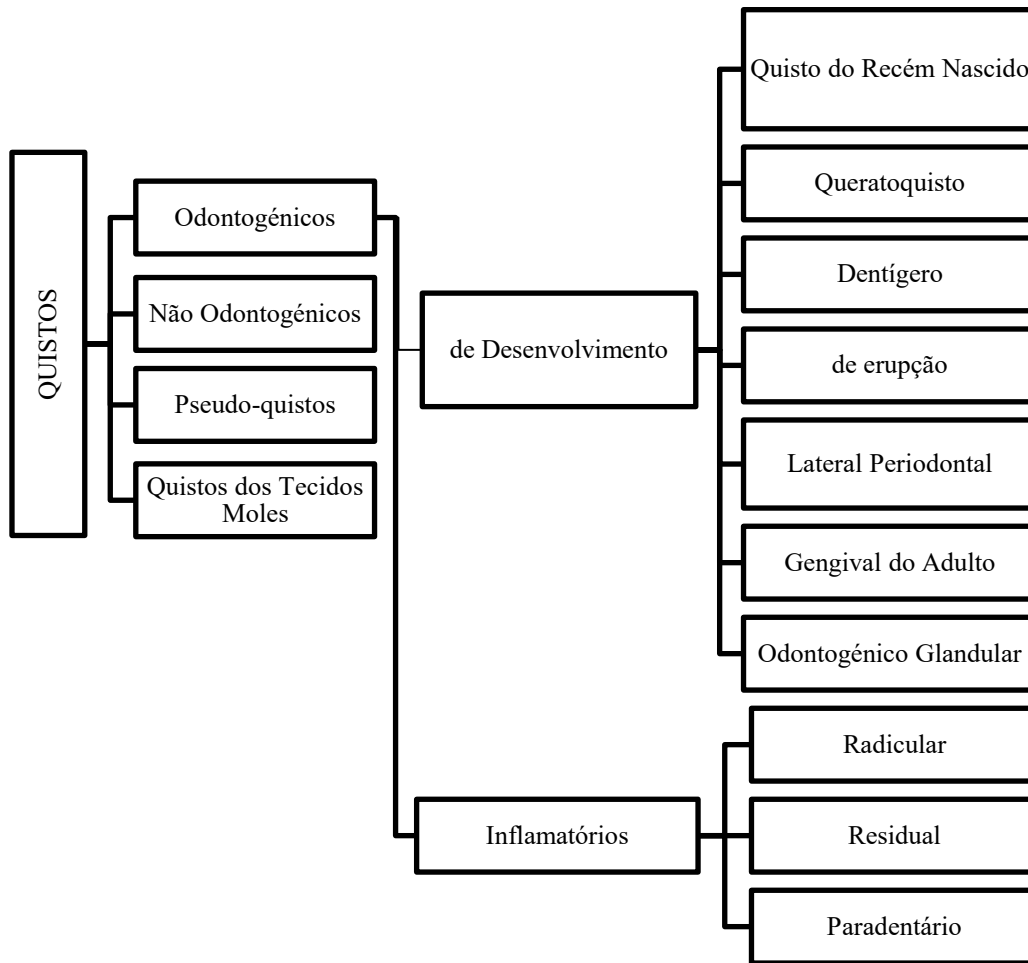 QUISTOS
Odontogénicos
Não Odontogénicos
Pseudo-quistos
Quistos dos Tecidos
Moles
de Desenvolvimento
Quisto do Recém Nascido
Queratoquisto
Dentígero
de erupção
Lateral Periodontal
Gengival do Adulto
Odontogénico Glandular
Inflamatórios
Radicular
Residual
Paradentário